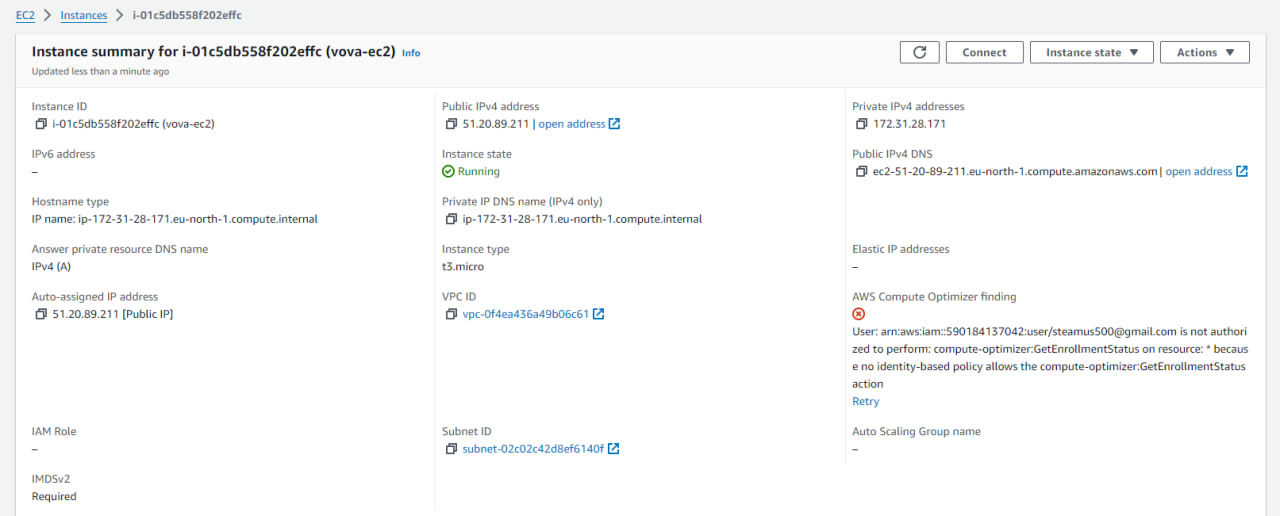 EC2 > Instances > i-01c5db558f202effc
Instance summary for i-01c5db558f202effc (vova-ec2) Info
Updated less than a minute ago
Connect
Instance state
Actions
Instance ID
i-01c5db558f202effc (vova-ec2)
Public IPv4 address
51.20.89.211 | open address
Private IPv4 addresses
172.31.28.171
IPv6 address
–
Instance state
Running
Public IPv4 DNS
ec2-51-20-89-211.eu-north-1.compute.amazonaws.com | open address
Hostname type
IP name: ip-172-31-28-171.eu-north-1.compute.internal
Private IP DNS name (IPv4 only)
ip-172-31-28-171.eu-north-1.compute.internal
Answer private resource DNS name
IPv4 (A)
Instance type
t3.micro
Elastic IP addresses
–
Auto-assigned IP address
51.20.89.211 [Public IP]
VPC ID
vpc-0f4ea436a49b06c61
AWS Compute Optimizer finding
User: arn:aws:iam::590184137042:user/steamus500@gmail.com is not authori
zed to perform: compute-optimizer:GetEnrollmentStatus on resource: * becaus
e no identity-based policy allows the compute-optimizer:GetEnrollmentStatus
action
Retry
IAM Role
–
Subnet ID
subnet-02c02c42d8ef6140f
Auto Scaling Group name
–
IMDSv2
Required